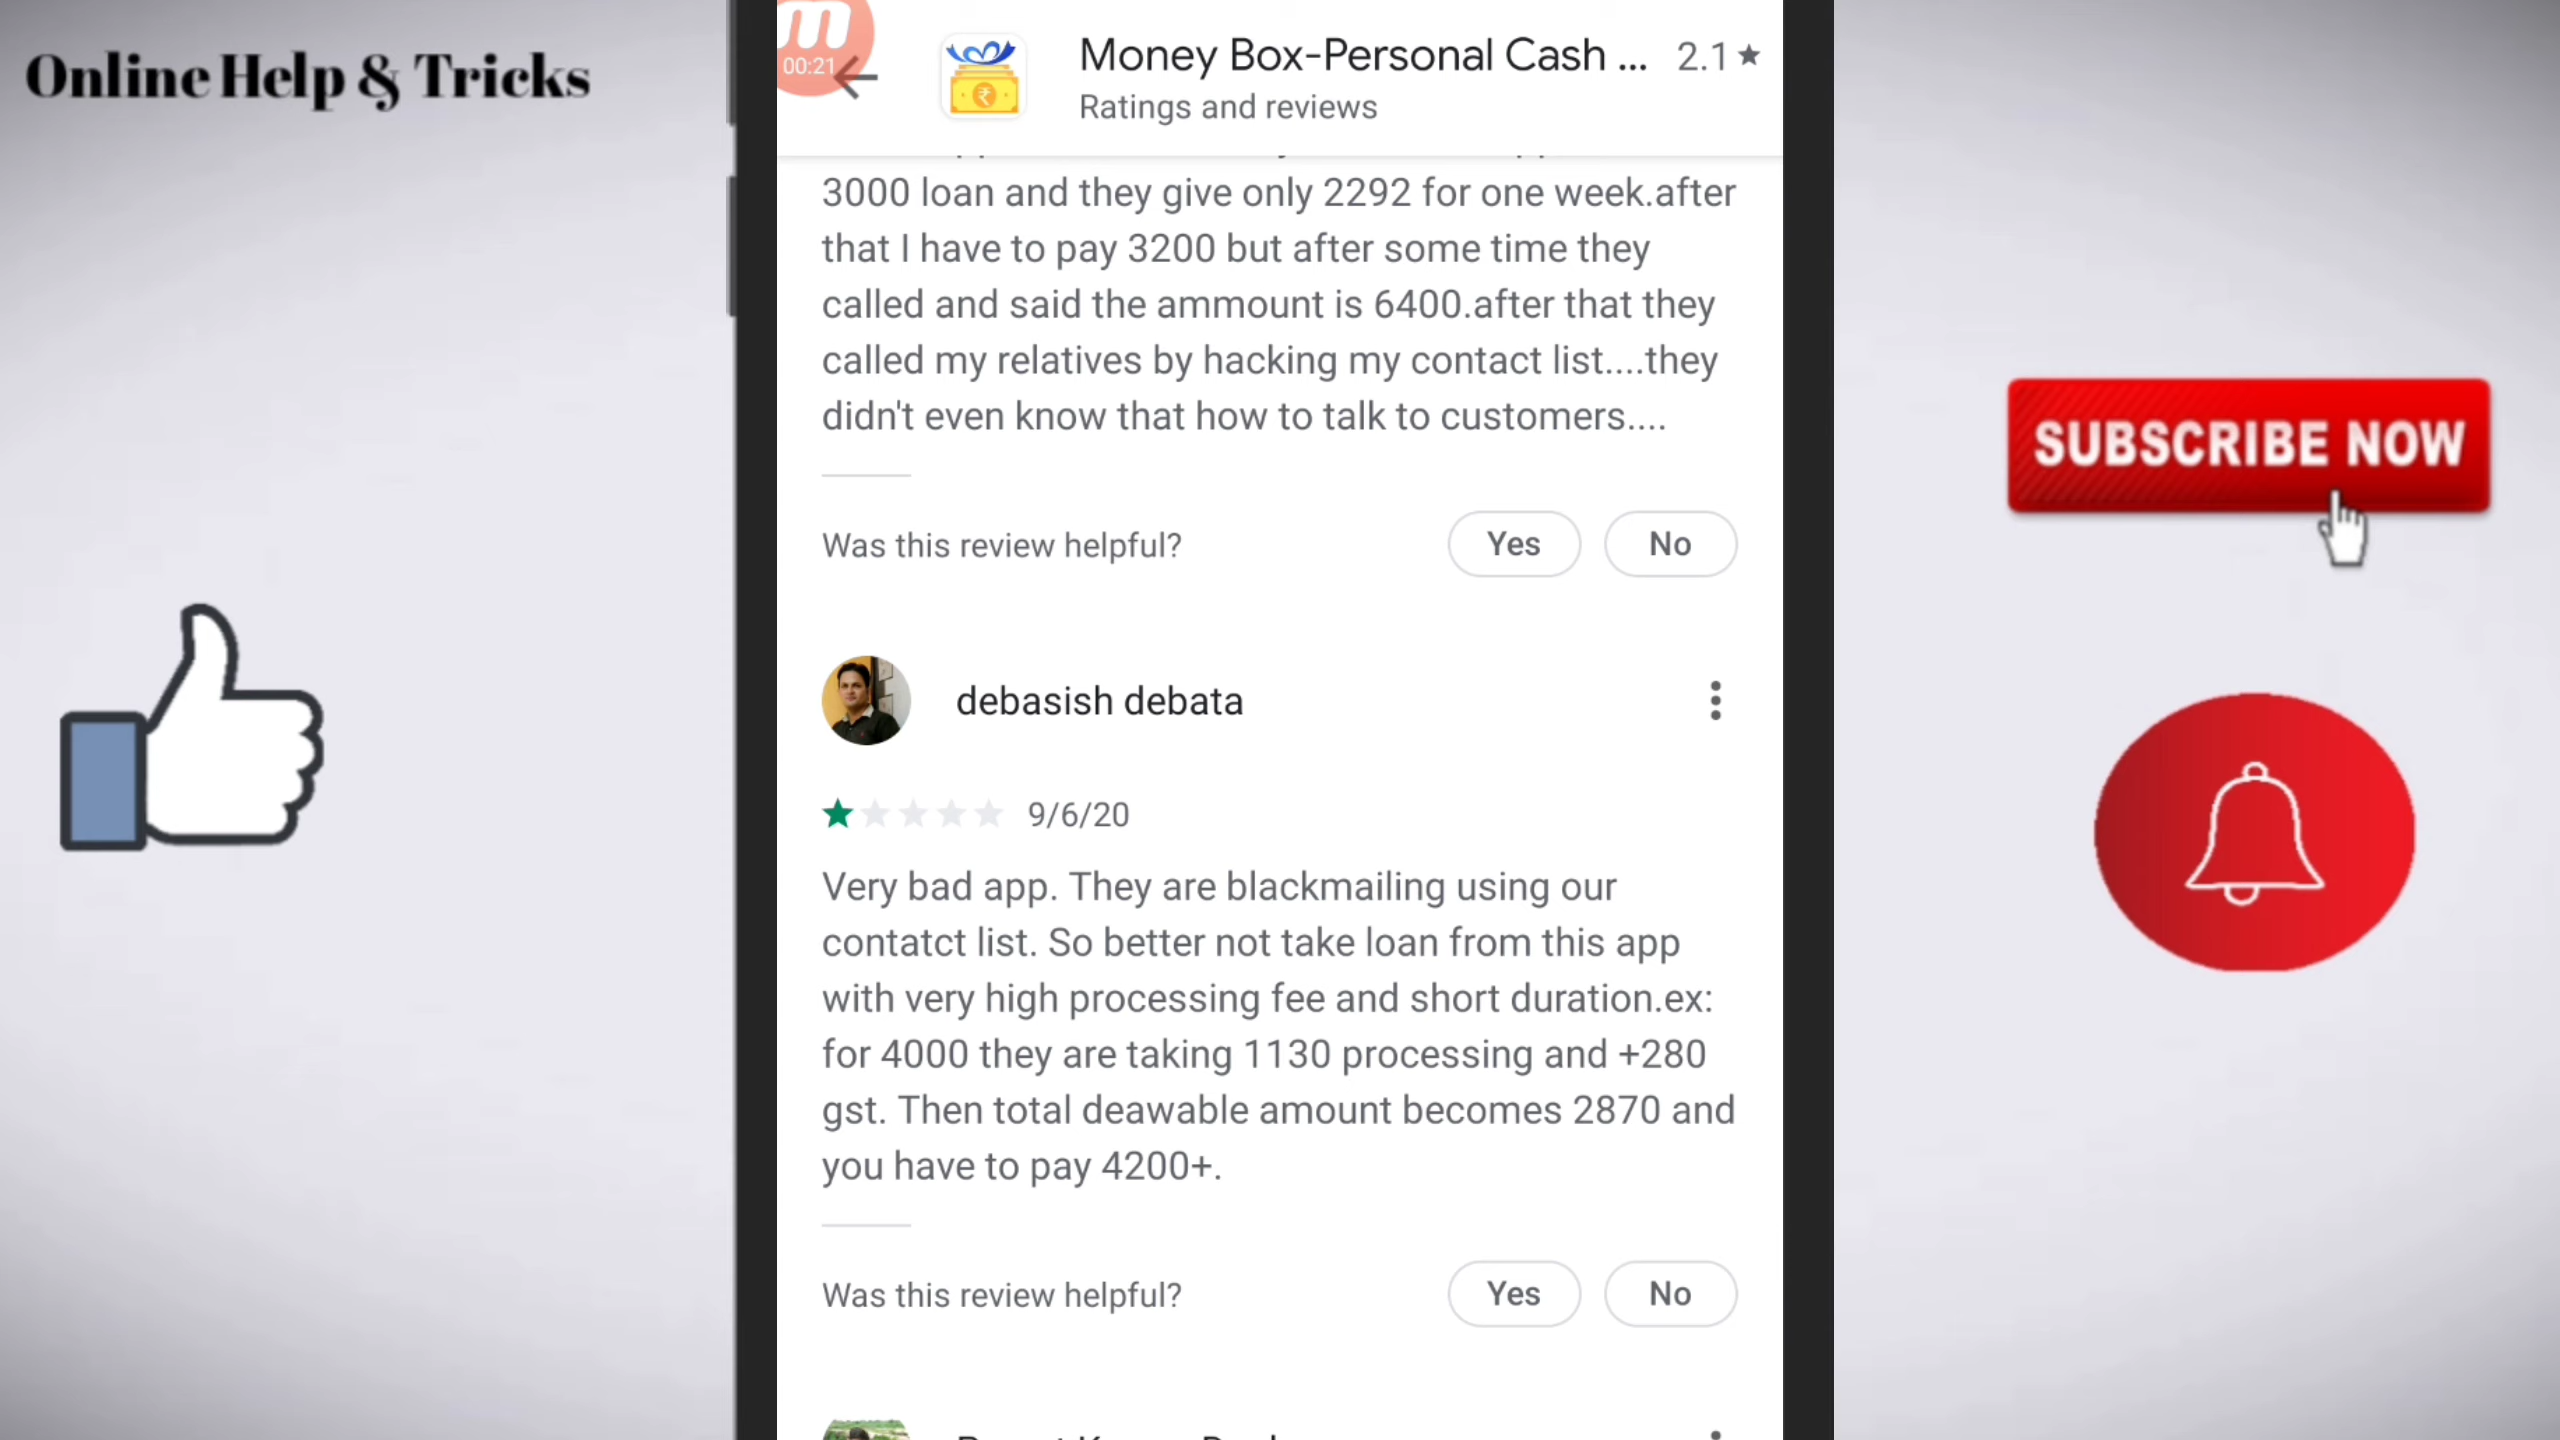 Online Help & Tricks
00:21
Money Box-Personal Cash ... 2.1
Ratings and reviews
3000 loan and they give only 2292 for one week.after
that I have to pay 3200 but after some time they
called and said the ammount is 6400.after that they
called my relatives by hacking my contact list....they
didn't even know that how to talk to customers....
Was this review helpful? Yes No
SUBSCRIBE NOW
debasish debata
9/6/20
Very bad app. They are blackmailing using our
contatct list. So better not take loan from this app
with very high processing fee and short duration.ex:
for 4000 they are taking 1130 processing and +280
gst. Then total deawable amount becomes 2870 and
you have to pay 4200+.
Was this review helpful? Yes No